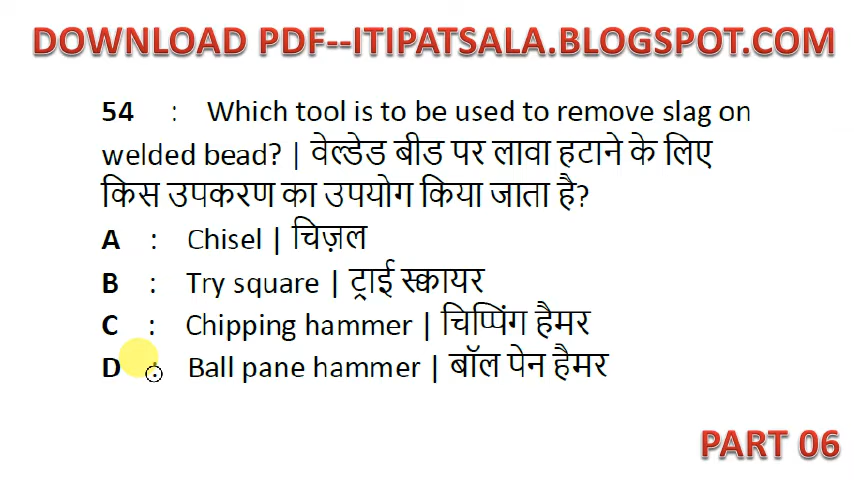 DOWNLOAD PDF--ITIPATSALA.BLOGSPOT.COM
54 : Which tool is to be used to remove slag on
welded bead? | वेल्डेड बीड पर लावा हटाने के लिए
किस उपकरण का उपयोग किया जाता है?
A : Chisel | चिज़ल
B : Try square | ट्राई स्क्वायर
C : Chipping hammer | चिप्पिंग हैमर
D : Ball pane hammer | बॉल पेन हैमर
PART 06